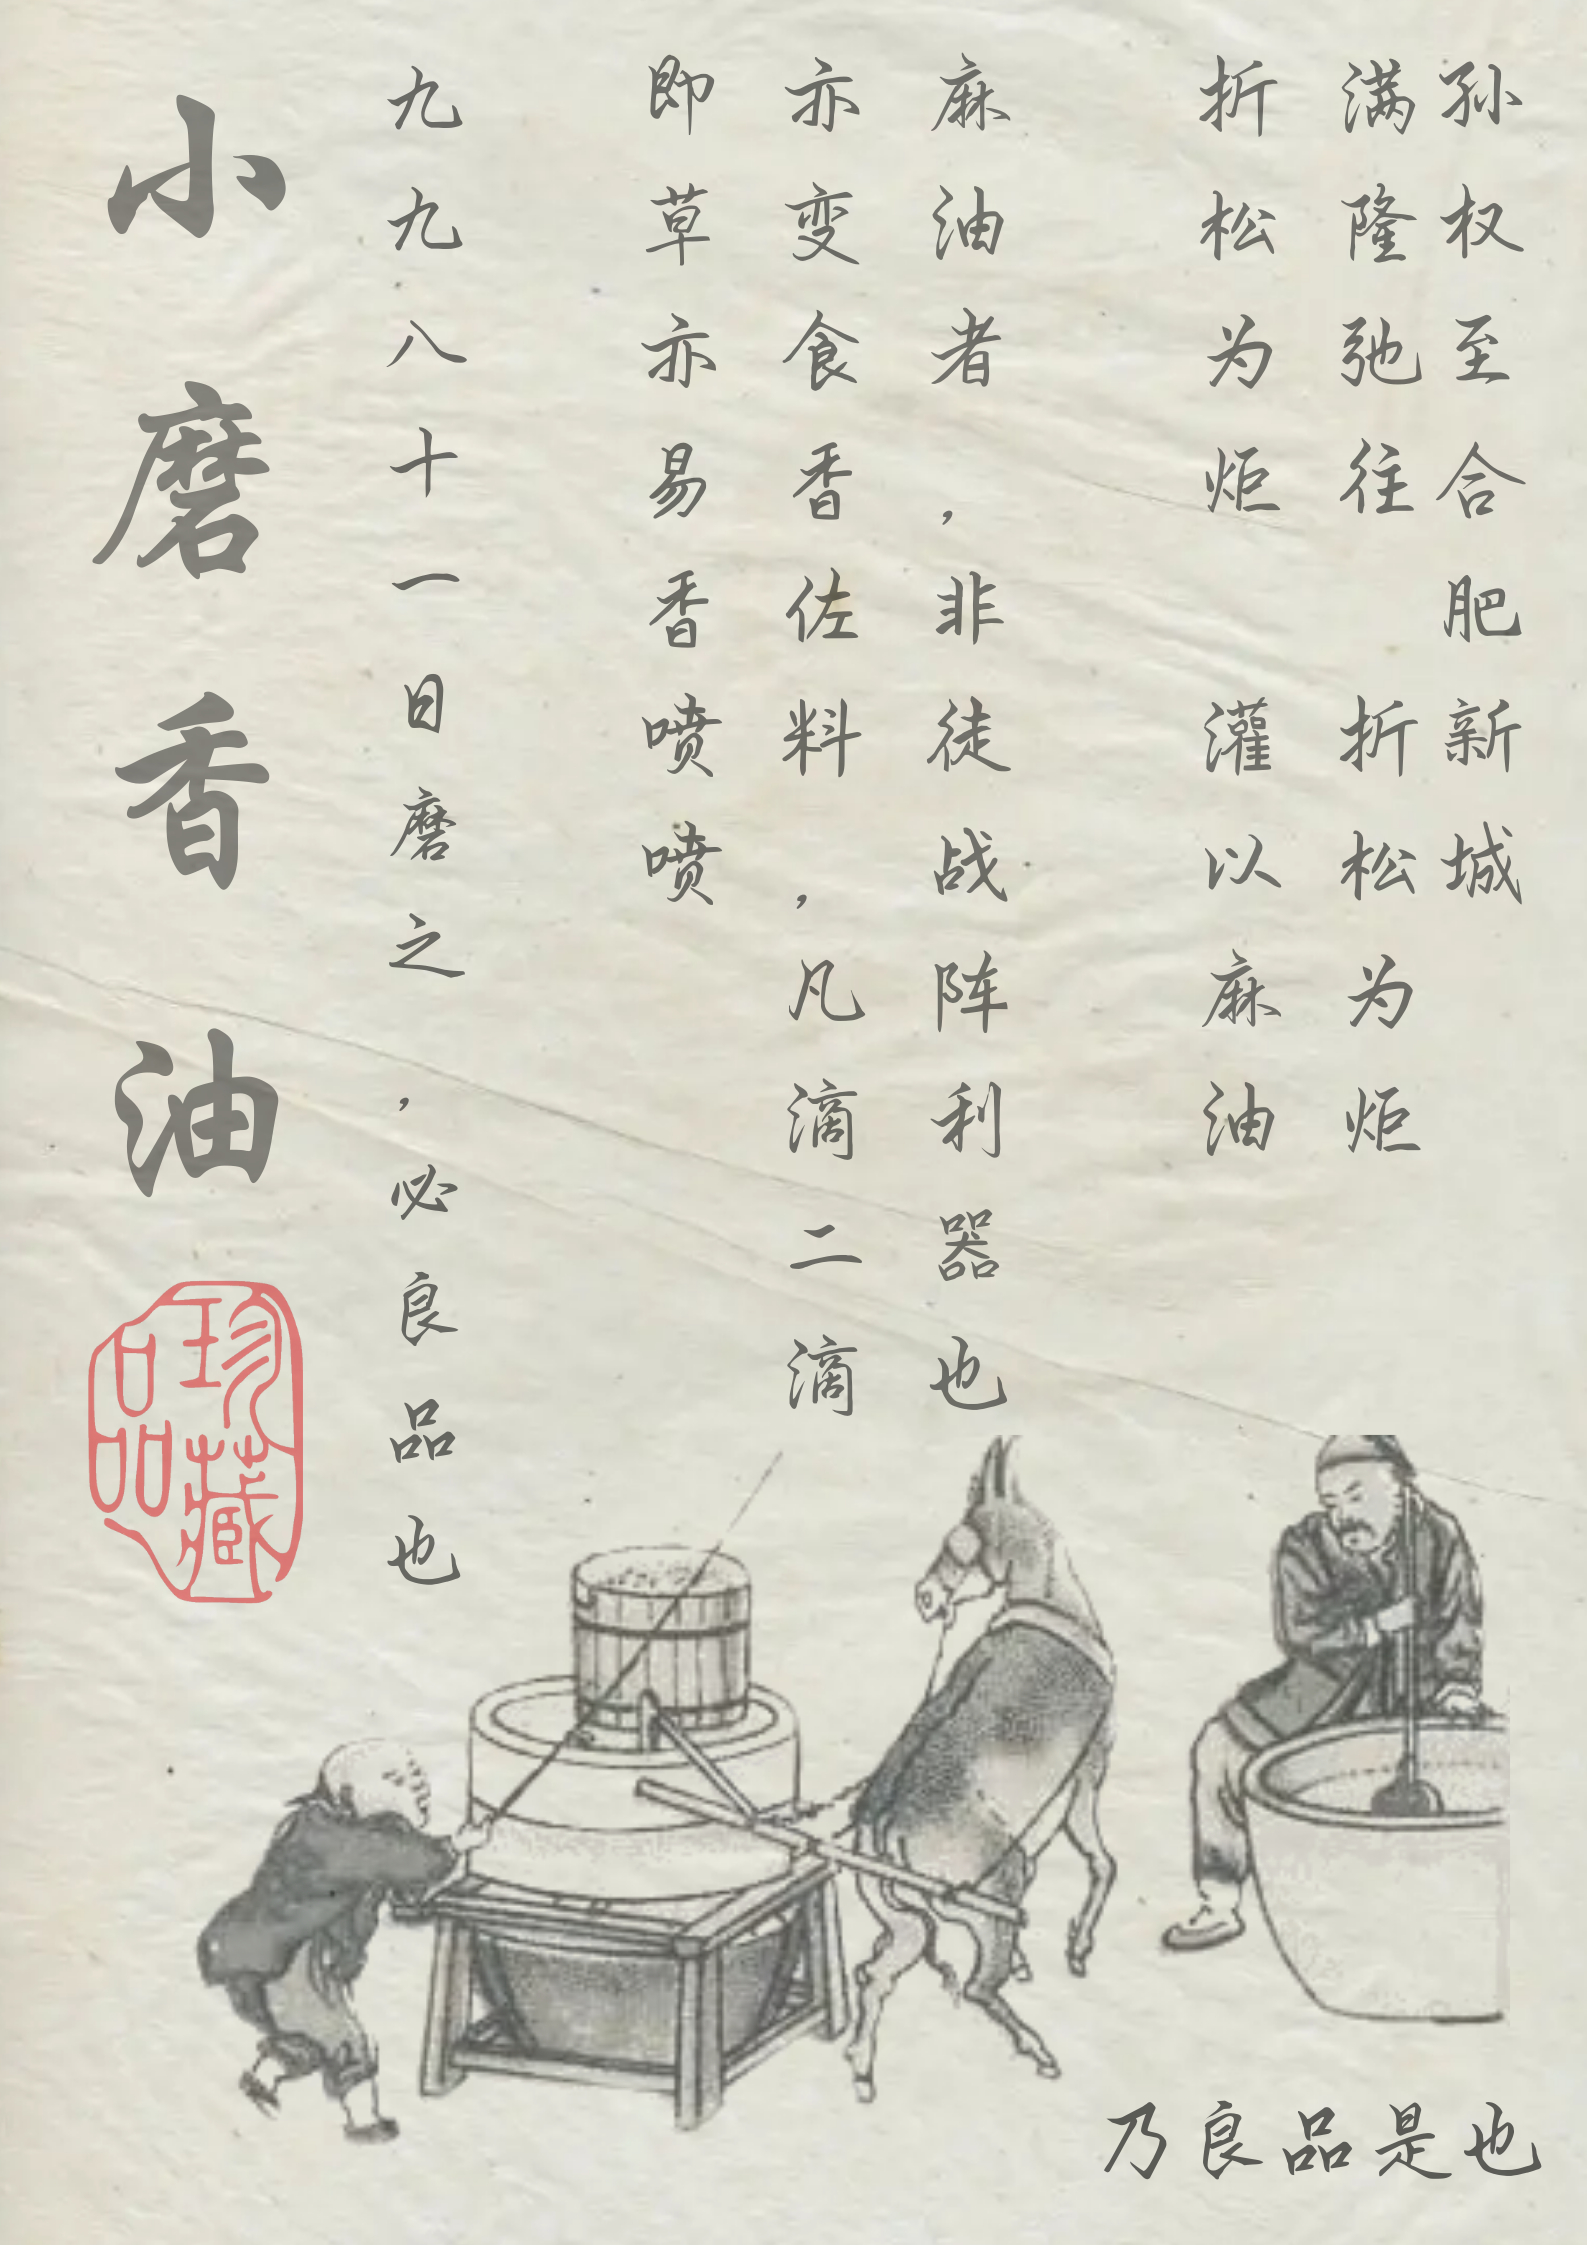 孙权至合肥新城
满隆弛往 折松为炬
折松为炬 灌以麻油
麻油者,非徒战阵利器也
亦变食香佐料,凡滴二滴
即草亦易香喷喷
九九八十一日磨之,必良品也
小磨香油
珍藏品
乃良品是也